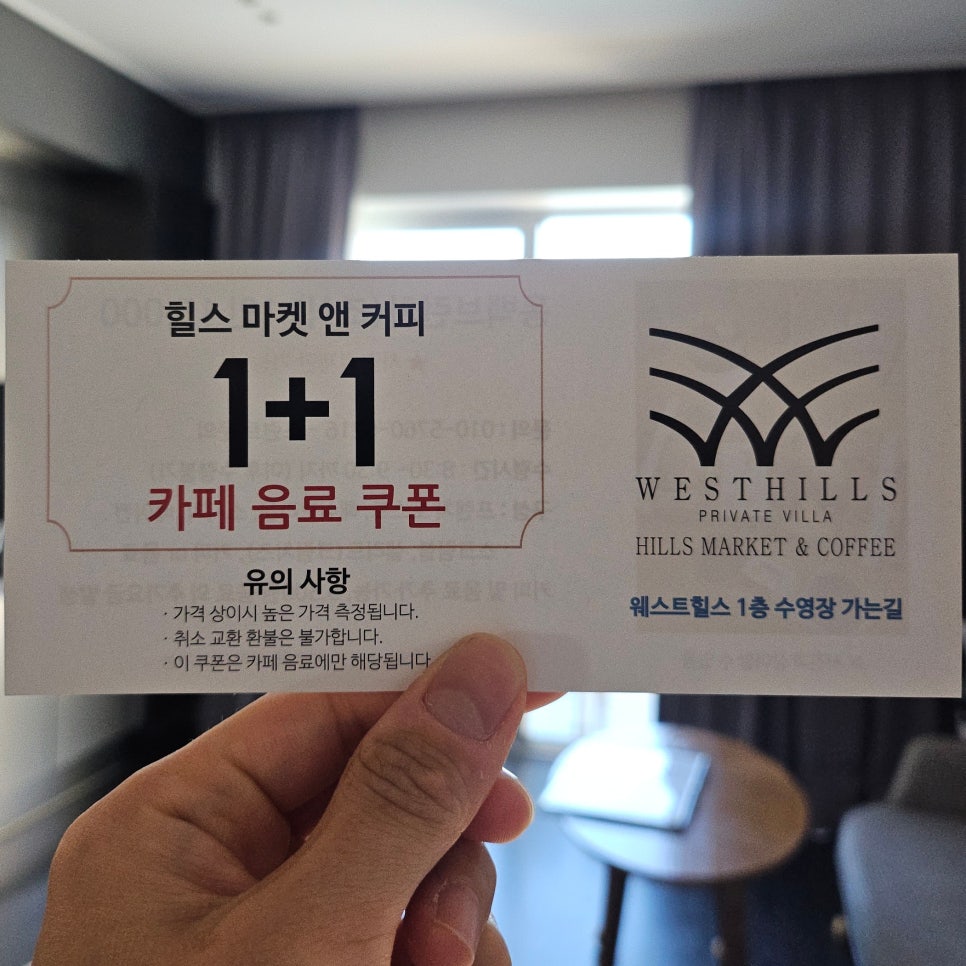 힐스 마켓 앤 커피
1+1
카페 음료 쿠폰
유의 사항
· 가격 상이시 높은 가격 측정됩니다.
· 취소 교환 환불은 불가합니다.
· 이 쿠폰은 카페 음료에만 해당됩니다
WESTHILLS
PRIVATE VILLA
HILLS MARKET & COFFEE
웨스트힐스 1층 수영장 가는길